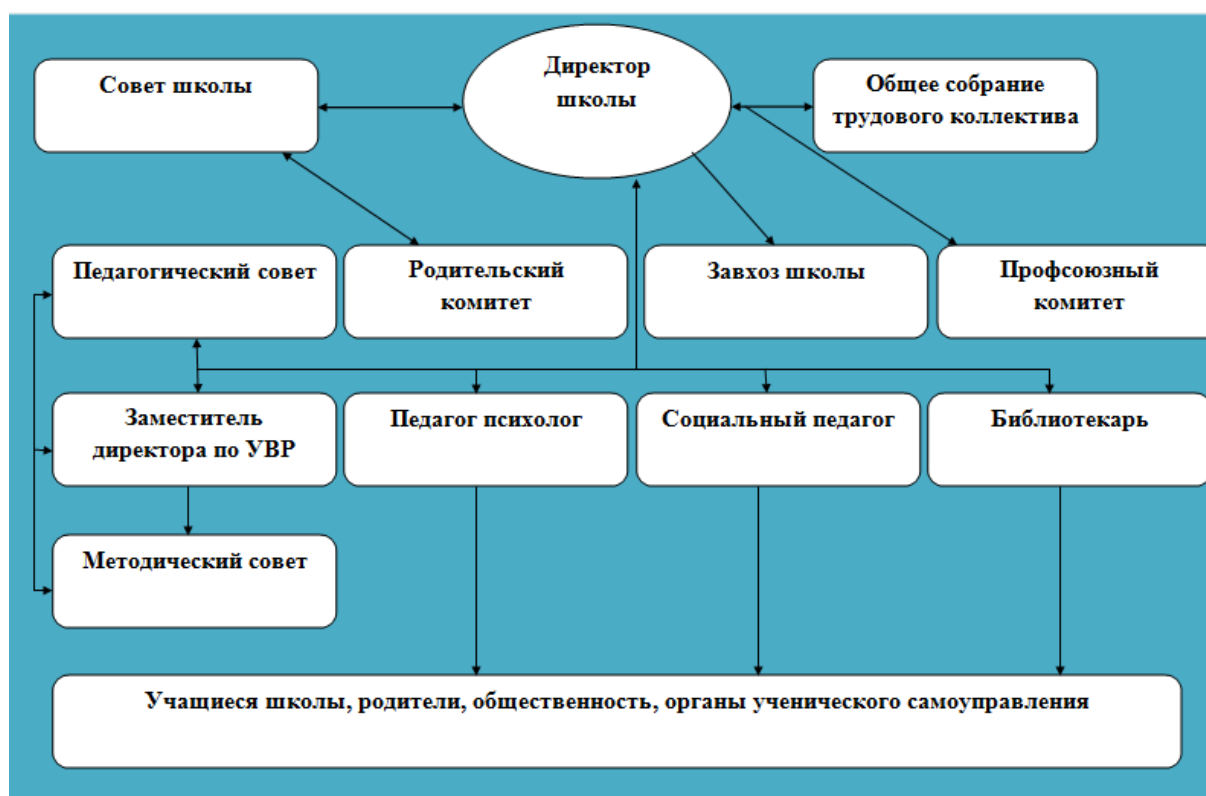 Совет школы
Директор
школы
Общее собрание
трудового коллектива
Педагогический совет
Родительский
комитет
Завхоз школы
Профсоюзный
комитет
Заместитель
директора по УВР
Педагог психолог
Социальный педагог
Библиотекарь
Методический совет
Учащиеся школы, родители, общественность, органы ученического самоуправления